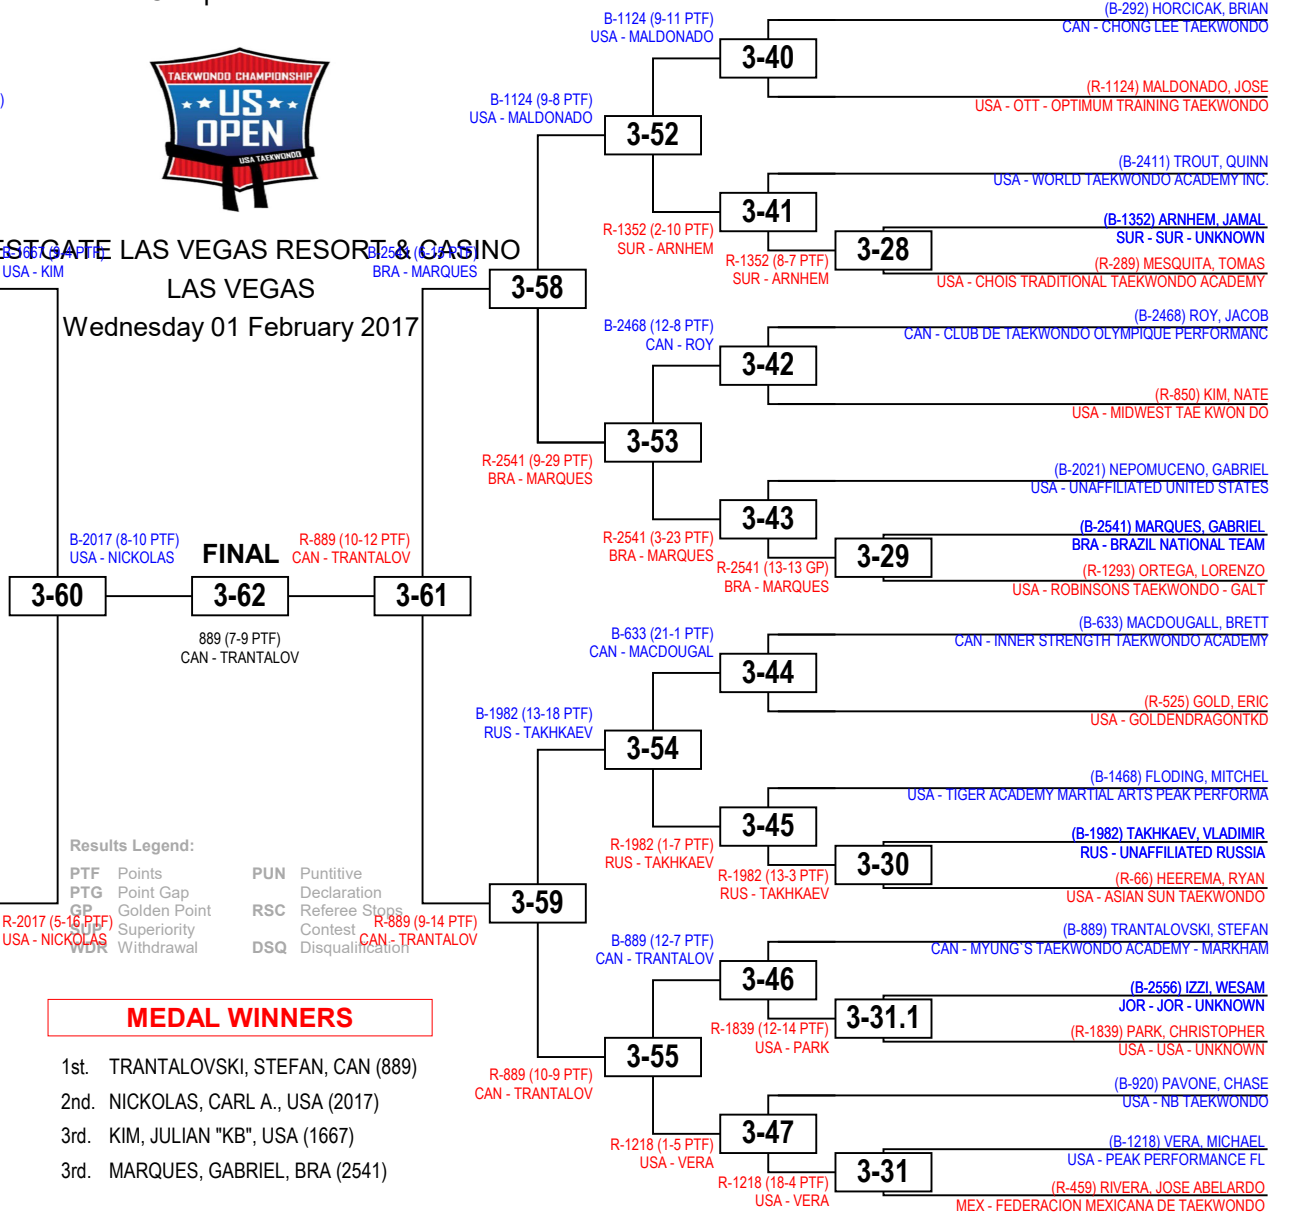 TAEKWONDO CHAMPIONSHIP
US
OPEN
USA TAEKWONDO
WESTGATE LAS VEGAS RESORT & CASINO
LAS VEGAS
Wednesday 01 February 2017
R-1667 (9-4 PTF)
USA - KIM
B-2541 (6-15 PTF)
BRA - MARQUES
B-2017 (8-10 PTF)
USA - NICKOLAS
FINAL
R-889 (10-12 PTF)
CAN - TRANTALOV
3-60
3-62
3-61
889 (7-9 PTF)
CAN - TRANTALOV
R-2017 (5-16 PTF)
USA - NICKOLAS
R-889 (9-14 PTF)
CAN - TRANTALOV
Results Legend:
PTF Points
PTG Point Gap
GP Golden Point
SUP Superiority
WDR Withdrawal
PUN Puntitive
Declaration
RSC Referee Stops
Contest
DSQ Disqualification
MEDAL WINNERS
1st. TRANTALOVSKI, STEFAN, CAN (889)
2nd. NICKOLAS, CARL A., USA (2017)
3rd. KIM, JULIAN "KB", USA (1667)
3rd. MARQUES, GABRIEL, BRA (2541)
3-58
3-59
B-1124 (9-8 PTF)
USA - MALDONADO
3-52
R-2541 (9-29 PTF)
BRA - MARQUES
3-53
B-1982 (13-18 PTF)
RUS - TAKHKAEV
3-54
R-889 (10-9 PTF)
CAN - TRANTALOV
3-55
B-1124 (9-11 PTF)
USA - MALDONADO
3-40
R-1352 (2-10 PTF)
SUR - ARNHEM
3-41
B-2468 (12-8 PTF)
CAN - ROY
3-42
R-2541 (3-23 PTF)
BRA - MARQUES
3-43
B-633 (21-1 PTF)
CAN - MACDOUGAL
3-44
R-1982 (1-7 PTF)
RUS - TAKHKAEV
3-45
B-889 (12-7 PTF)
CAN - TRANTALOV
3-46
R-1218 (1-5 PTF)
USA - VERA
3-47
R-1352 (8-7 PTF)
SUR - ARNHEM
3-28
R-2541 (13-13 GP)
BRA - MARQUES
3-29
R-1982 (13-3 PTF)
RUS - TAKHKAEV
3-30
R-1839 (12-14 PTF)
USA - PARK
3-31.1
R-1218 (18-4 PTF)
USA - VERA
3-31
(B-292) HORCICAK, BRIAN
CAN - CHONG LEE TAEKWONDO
(R-1124) MALDONADO, JOSE
USA - OTT - OPTIMUM TRAINING TAEKWONDO
(B-2411) TROUT, QUINN
USA - WORLD TAEKWONDO ACADEMY INC.
(B-1352) ARNHEM, JAMAL
SUR - SUR - UNKNOWN
(R-289) MESQUITA, TOMAS
USA - CHOIS TRADITIONAL TAEKWONDO ACADEMY
(B-2468) ROY, JACOB
CAN - CLUB DE TAEKWONDO OLYMPIQUE PERFORMANC
(R-850) KIM, NATE
USA - MIDWEST TAE KWON DO
(B-2021) NEPOMUCENO, GABRIEL
USA - UNAFFILIATED UNITED STATES
(B-2541) MARQUES, GABRIEL
BRA - BRAZIL NATIONAL TEAM
(R-1293) ORTEGA, LORENZO
USA - ROBINSONS TAEKWONDO - GALT
(B-633) MACDOUGALL, BRETT
CAN - INNER STRENGTH TAEKWONDO ACADEMY
(R-525) GOLD, ERIC
USA - GOLDENDRAGONTKD
(B-1468) FLODING, MITCHEL
USA - TIGER ACADEMY MARTIAL ARTS PEAK PERFORMA
(B-1982) TAKHKAEV, VLADIMIR
RUS - UNAFFILIATED RUSSIA
(R-66) HEEREMA, RYAN
USA - ASIAN SUN TAEKWONDO
(B-889) TRANTALOVSKI, STEFAN
CAN - MYUNG`S TAEKWONDO ACADEMY - MARKHAM
(B-2556) IZZI, WESAM
JOR - JOR - UNKNOWN
(R-1839) PARK, CHRISTOPHER
USA - USA - UNKNOWN
(B-920) PAVONE, CHASE
USA - NB TAEKWONDO
(B-1218) VERA, MICHAEL
USA - PEAK PERFORMANCE FL
(R-459) RIVERA, JOSE ABELARDO
MEX - FEDERACION MEXICANA DE TAEKWONDO